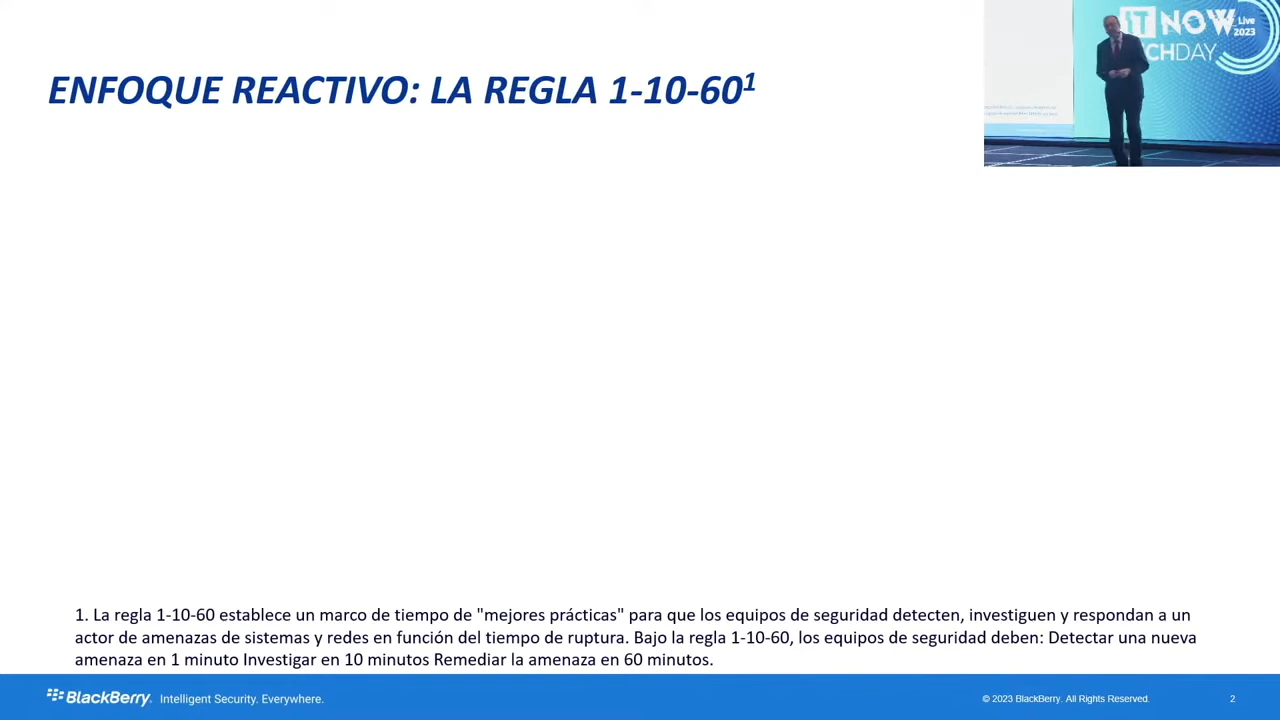 ENFOQUE REACTIVO: LA REGLA 1-10-60¹
IT NOW Live
2023
CHDAY
1. La regla 1-10-60 establece un marco de tiempo de "mejores prácticas" para que los equipos de seguridad detecten, investiguen y respondan a un
actor de amenazas de sistemas y redes en función del tiempo de ruptura. Bajo la regla 1-10-60, los equipos de seguridad deben: Detectar una nueva
amenaza en 1 minuto Investigar en 10 minutos Remediar la amenaza en 60 minutos.
BlackBerry. Intelligent Security. Everywhere.
© 2023 BlackBerry. All Rights Reserved.
2